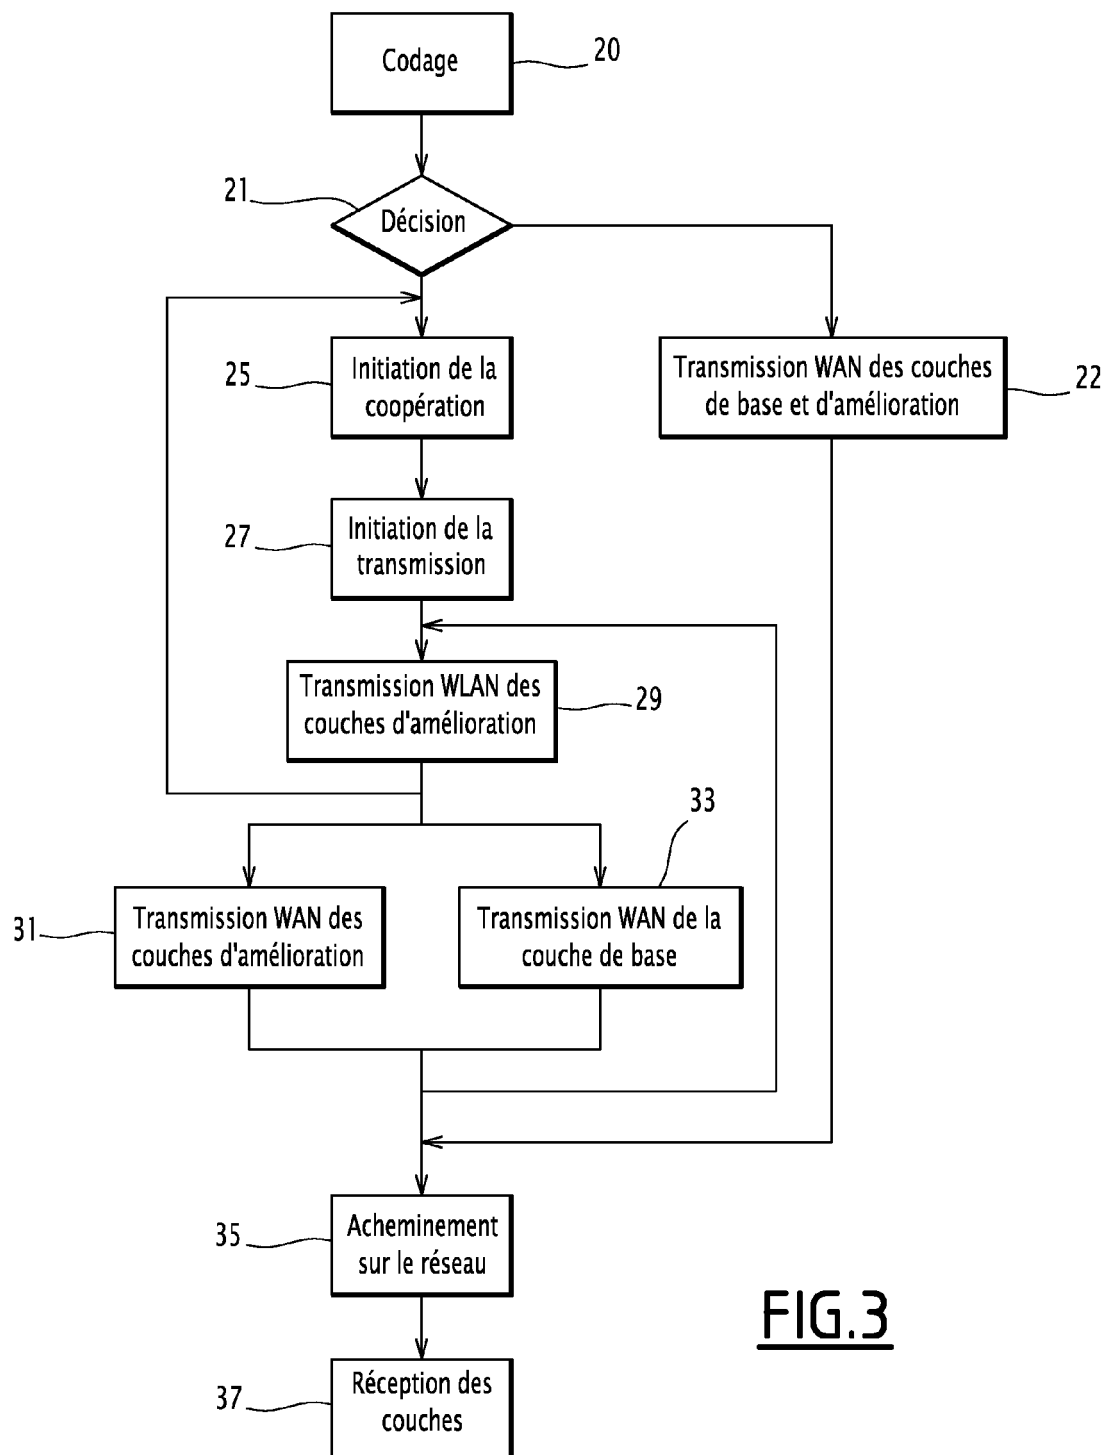 Codage
20
21
Décision
25
Initiation de la
coopération
Transmission WAN des couches
de base et d'amélioration
22
27
Initiation de la
transmission
Transmission WLAN des
couches d'amélioration
29
33
31
Transmission WAN des
couches d'amélioration
Transmission WAN de la
couche de base
35
Acheminement
sur le réseau
FIG.3
37
Réception des
couches